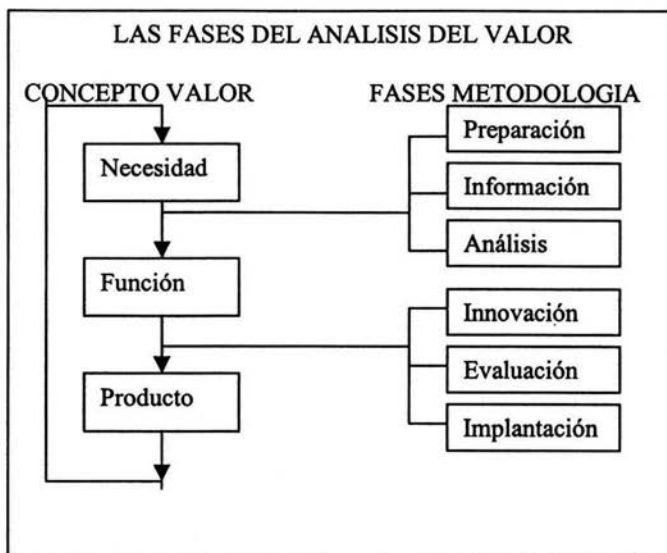 LAS FASES DEL ANALISIS DEL VALOR
CONCEPTO VALOR
FASES METODOLOGIA
Necesidad
Función
Producto
Preparación
Información
Análisis
Innovación
Evaluación
Implantación